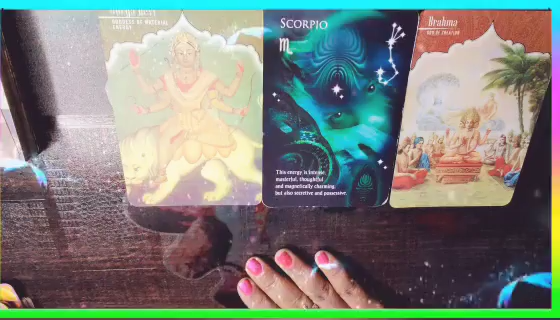 GODDESS OF MATERIAL
ENERGY
SCORPIO
♏
This energy is intense,
masterful, thoughtful
and magnetically charming,
but also secretive and possessive.
Brahma
GOD OF CREATION